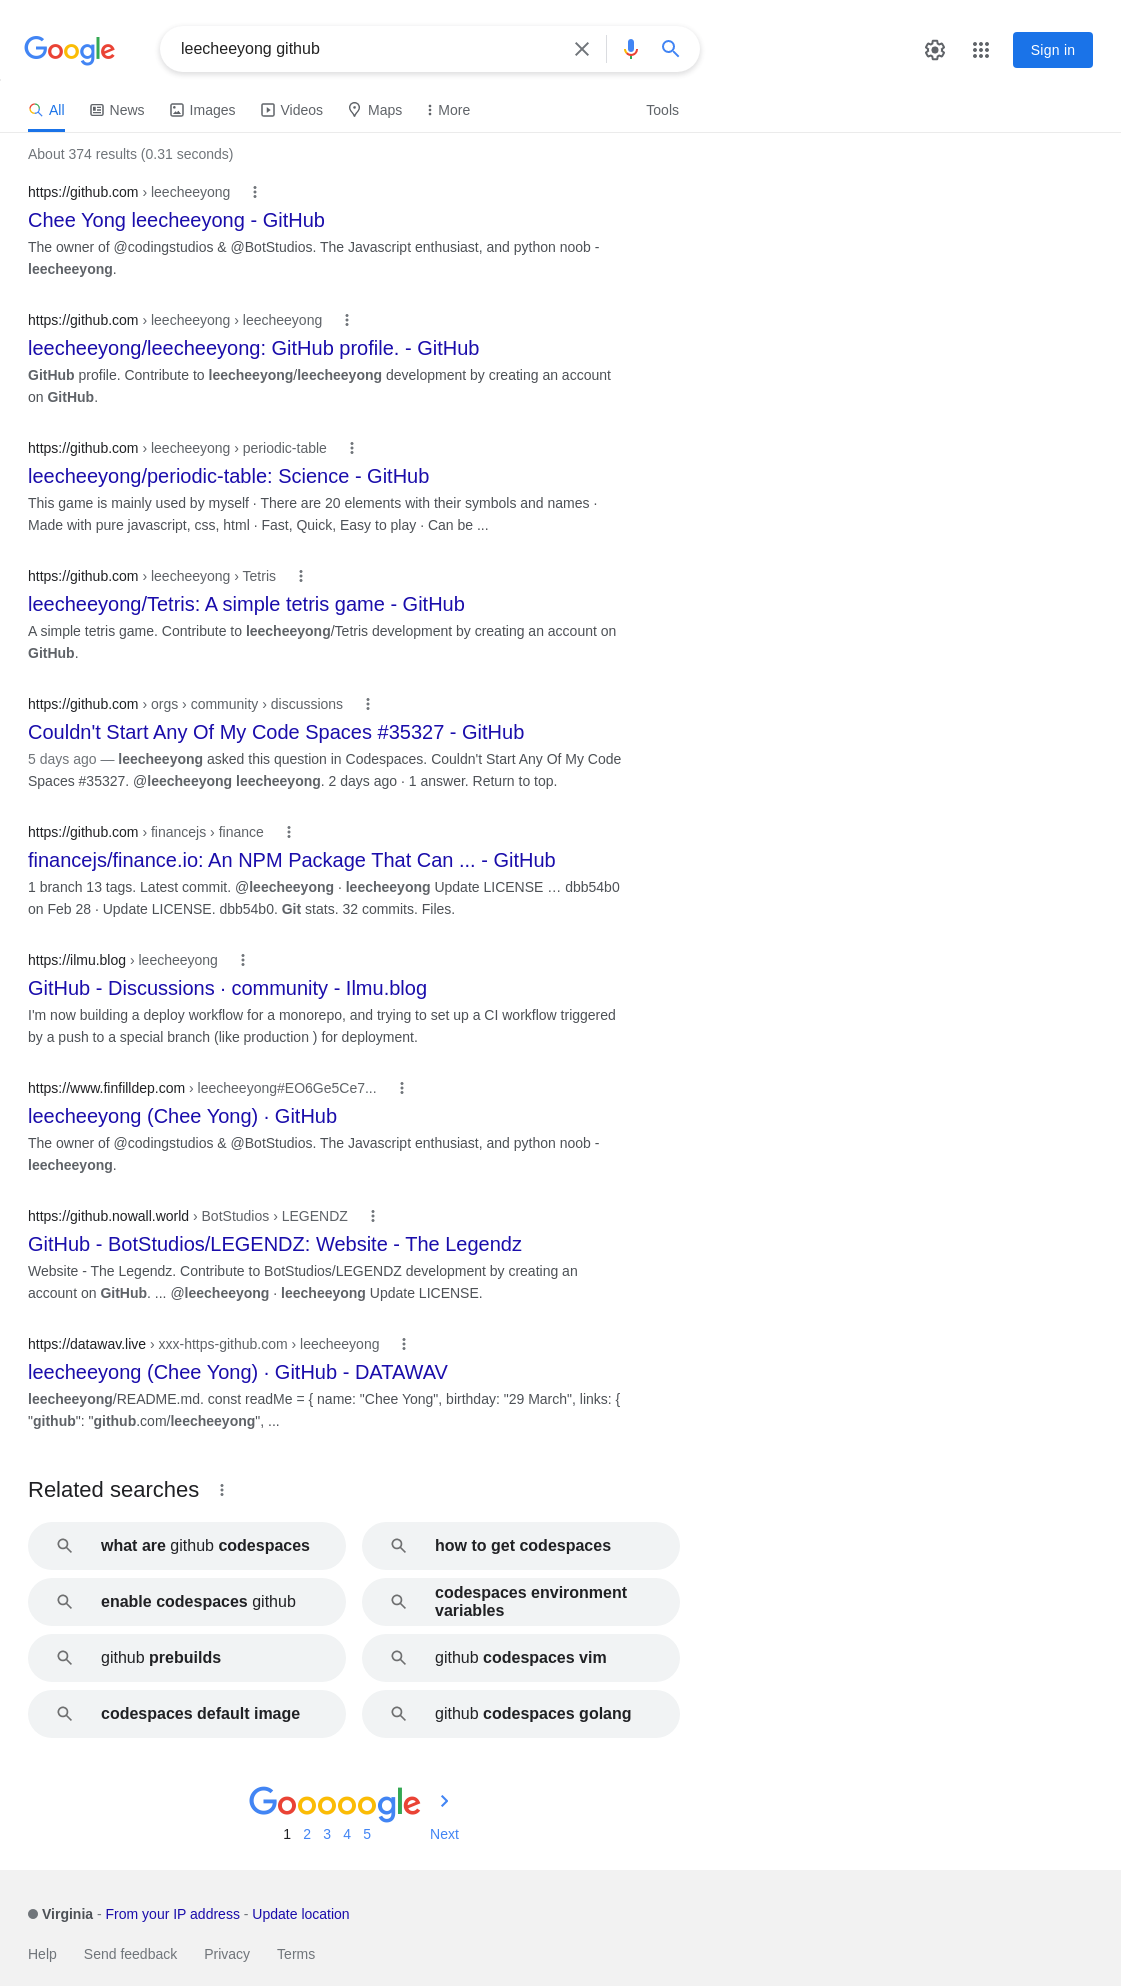 Google
leecheeyong github
Sign in
All
News
Images
Videos
Maps
More
Tools
About 374 results (0.31 seconds)
https://github.com › leecheeyong
Chee Yong leecheeyong - GitHub
The owner of @codingstudios & @BotStudios. The Javascript enthusiast, and python noob -
leecheeyong.
https://github.com › leecheeyong › leecheeyong
leecheeyong/leecheeyong: GitHub profile. - GitHub
GitHub profile. Contribute to leecheeyong/leecheeyong development by creating an account
on GitHub.
https://github.com › leecheeyong › periodic-table
leecheeyong/periodic-table: Science - GitHub
This game is mainly used by myself · There are 20 elements with their symbols and names ·
Made with pure javascript, css, html · Fast, Quick, Easy to play · Can be ...
https://github.com › leecheeyong › Tetris
leecheeyong/Tetris: A simple tetris game - GitHub
A simple tetris game. Contribute to leecheeyong/Tetris development by creating an account on
GitHub.
https://github.com › orgs › community › discussions
Couldn't Start Any Of My Code Spaces #35327 - GitHub
5 days ago — leecheeyong asked this question in Codespaces. Couldn't Start Any Of My Code
Spaces #35327. @leecheeyong leecheeyong. 2 days ago · 1 answer. Return to top.
https://github.com › financejs › finance
financejs/finance.io: An NPM Package That Can ... - GitHub
1 branch 13 tags. Latest commit. @leecheeyong · leecheeyong Update LICENSE … dbb54b0
on Feb 28 · Update LICENSE. dbb54b0. Git stats. 32 commits. Files.
https://ilmu.blog › leecheeyong
GitHub - Discussions · community - Ilmu.blog
I'm now building a deploy workflow for a monorepo, and trying to set up a CI workflow triggered
by a push to a special branch (like production ) for deployment.
https://www.finfilldep.com › leecheeyong#EO6Ge5Ce7...
leecheeyong (Chee Yong) · GitHub
The owner of @codingstudios & @BotStudios. The Javascript enthusiast, and python noob -
leecheeyong.
https://github.nowall.world › BotStudios › LEGENDZ
GitHub - BotStudios/LEGENDZ: Website - The Legendz
Website - The Legendz. Contribute to BotStudios/LEGENDZ development by creating an
account on GitHub. ... @leecheeyong · leecheeyong Update LICENSE.
https://datawav.live › xxx-https-github.com › leecheeyong
leecheeyong (Chee Yong) · GitHub - DATAWAV
leecheeyong/README.md. const readMe = { name: "Chee Yong", birthday: "29 March", links: {
"github": "github.com/leecheeyong", ...
Related searches
what are github codespaces
how to get codespaces
enable codespaces github
codespaces environment
variables
github prebuilds
github codespaces vim
codespaces default image
github codespaces golang
Gooooogle
1 2 3 4 5 Next
Virginia - From your IP address - Update location
Help Send feedback Privacy Terms